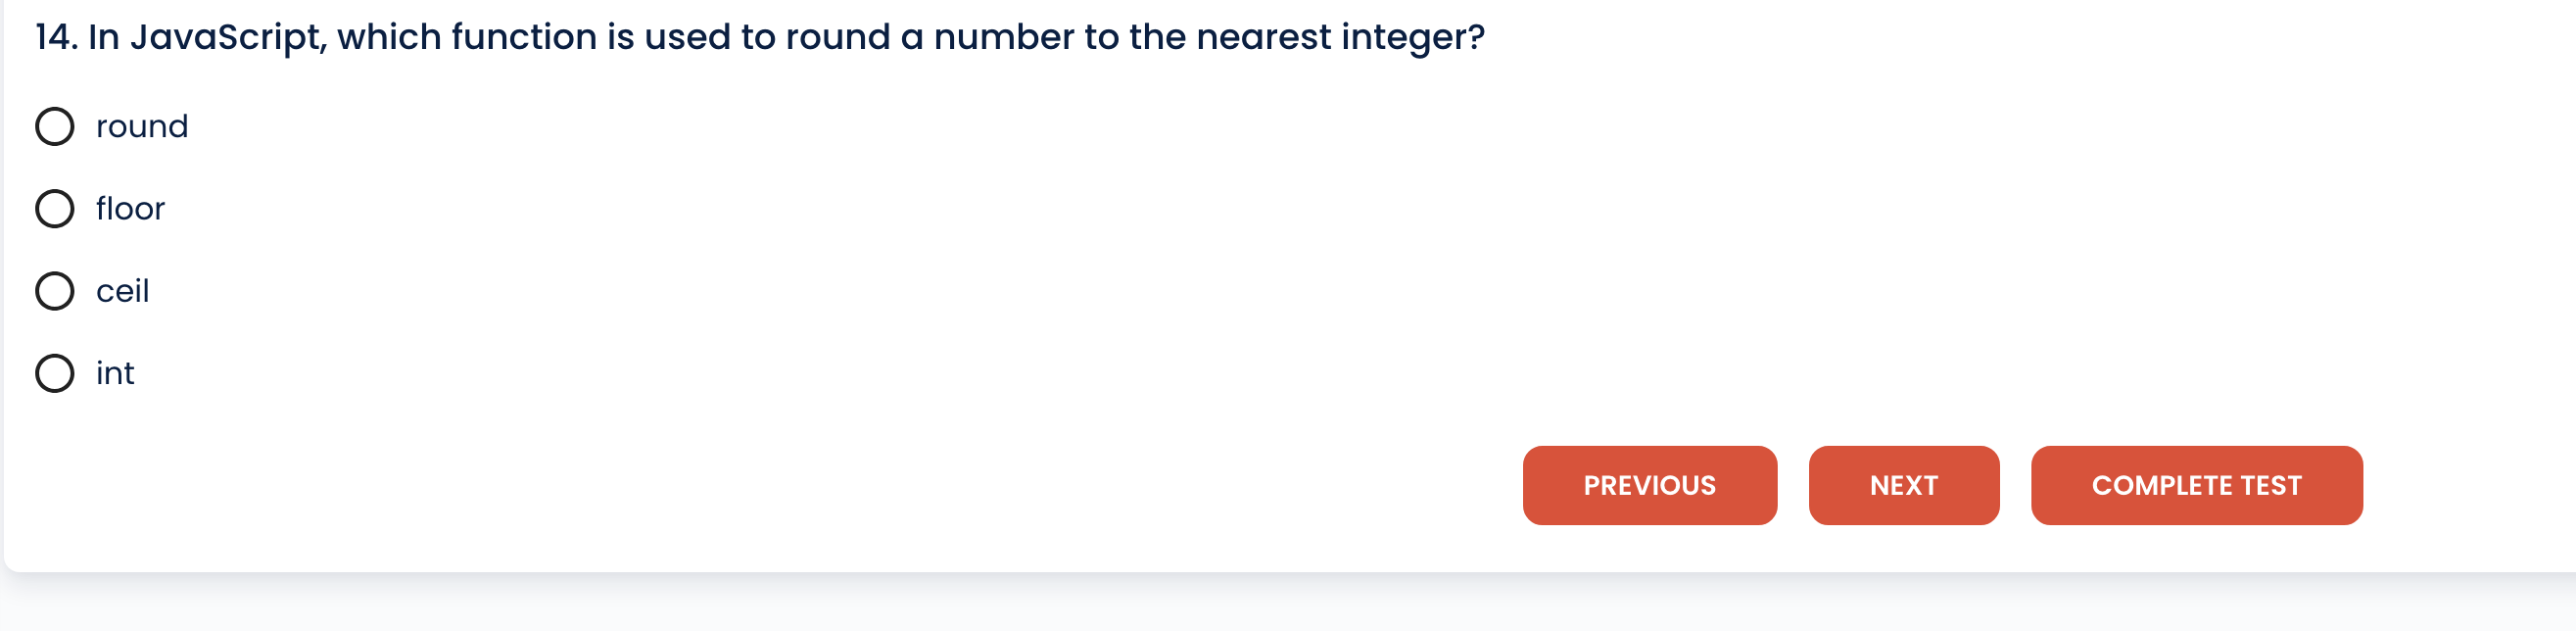 14. In JavaScript, which function is used to round a number to the nearest integer?
round
floor
ceil
int
PREVIOUS NEXT COMPLETE TEST